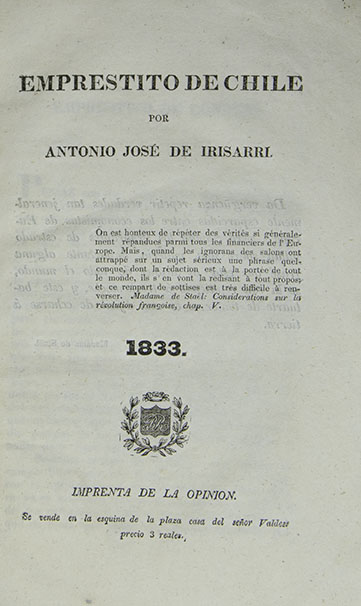 EMPRESTITO DE CHILE
POR
ANTONIO JOSÉ DE IRISARRI.
On est honteux de répéter des vérités si générale-
ment répandues parmi tous les financiers de l'Eu-
rope. Mais, quand les ignorans des salons ont
attrappé sur un sujet sérieux une phrase quel-
conque, dont la redaction est à la portée de tout
le monde, ils s'en vont la redisant à tout propos;
et ce rempart de sottises est très difficile à ren-
verser. Madame de Staël: Considerations sur la
révolution françoise, chap. V.
1833.
IMPRENTA DE LA OPINION.
Se vende en la esquina de la plaza casa del señor Valdess
precio 3 reales.